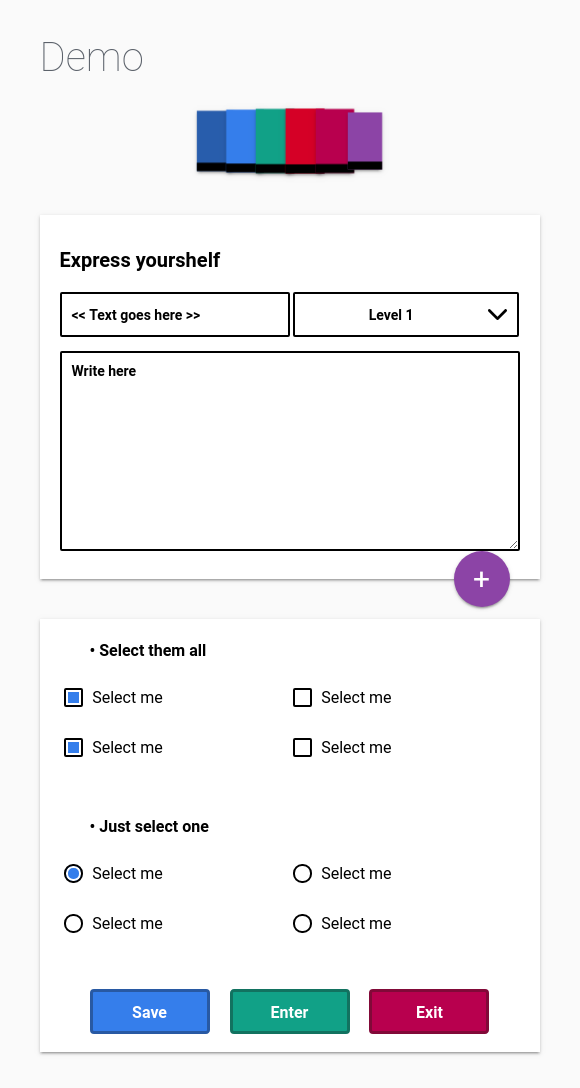 Demo
Express yourshelf
<< Text goes here >>
Level 1
Write here
+
• Select them all
Select me
Select me
Select me
Select me
• Just select one
Select me
Select me
Select me
Select me
Save
Enter
Exit